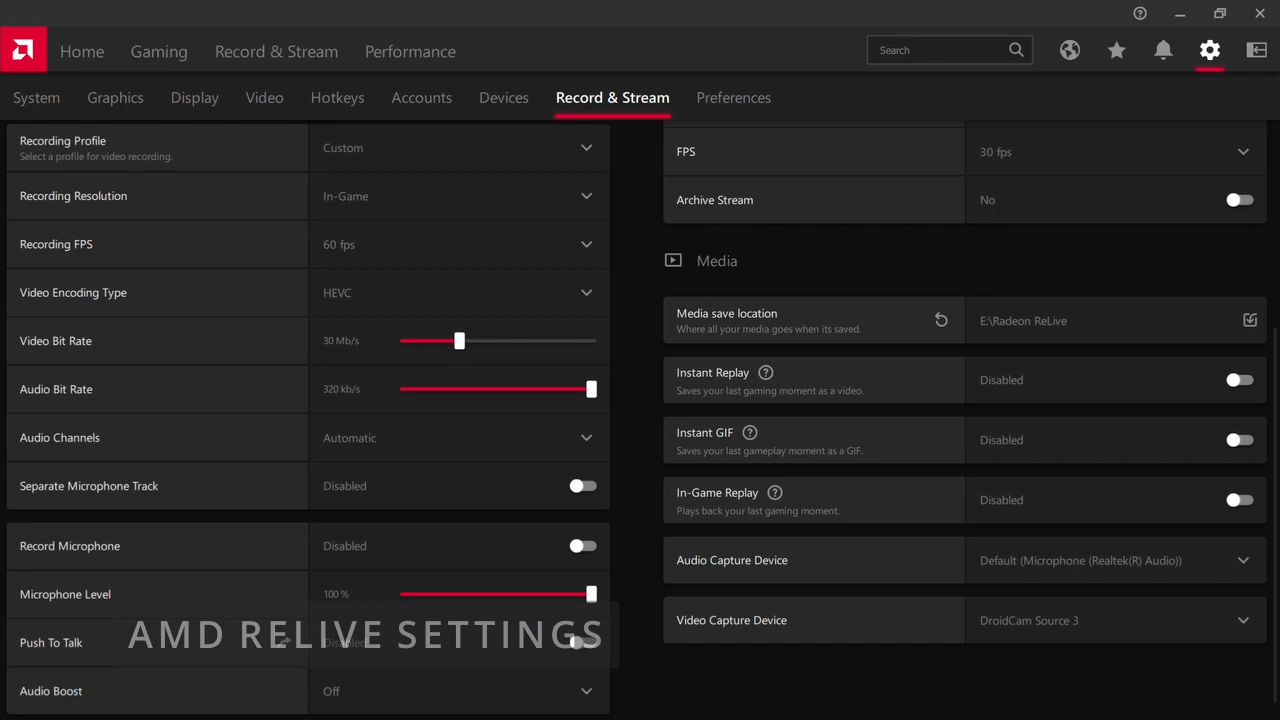 Home
Gaming
Record & Stream
Performance
Search
System
Graphics
Display
Video
Hotkeys
Accounts
Devices
Record & Stream
Preferences
Recording Profile
Select a profile for video recording.
Custom
Recording Resolution
In-Game
Recording FPS
60 fps
Video Encoding Type
HEVC
Video Bit Rate
30 Mb/s
Audio Bit Rate
320 kb/s
Audio Channels
Automatic
Separate Microphone Track
Disabled
Record Microphone
Disabled
Microphone Level
100 %
Push To Talk
Disabled
AMD RELIVE SETTINGS
Audio Boost
Off
FPS
30 fps
Archive Stream
No
Media
Media save location
Where all your media goes when its saved.
E:\Radeon ReLive
Instant Replay
Saves your last gaming moment as a video.
Disabled
Instant GIF
Saves your last gameplay moment as a GIF.
Disabled
In-Game Replay
Plays back your last gaming moment.
Disabled
Audio Capture Device
Default (Microphone (Realtek(R) Audio))
Video Capture Device
DroidCam Source 3